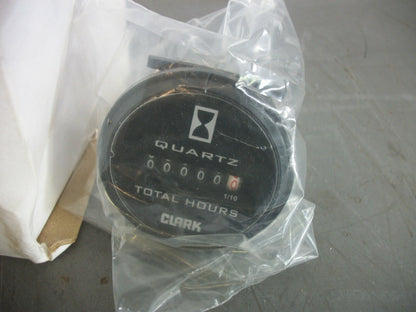 QUARTZ
000000
1/10
TOTAL HOURS
CLARK